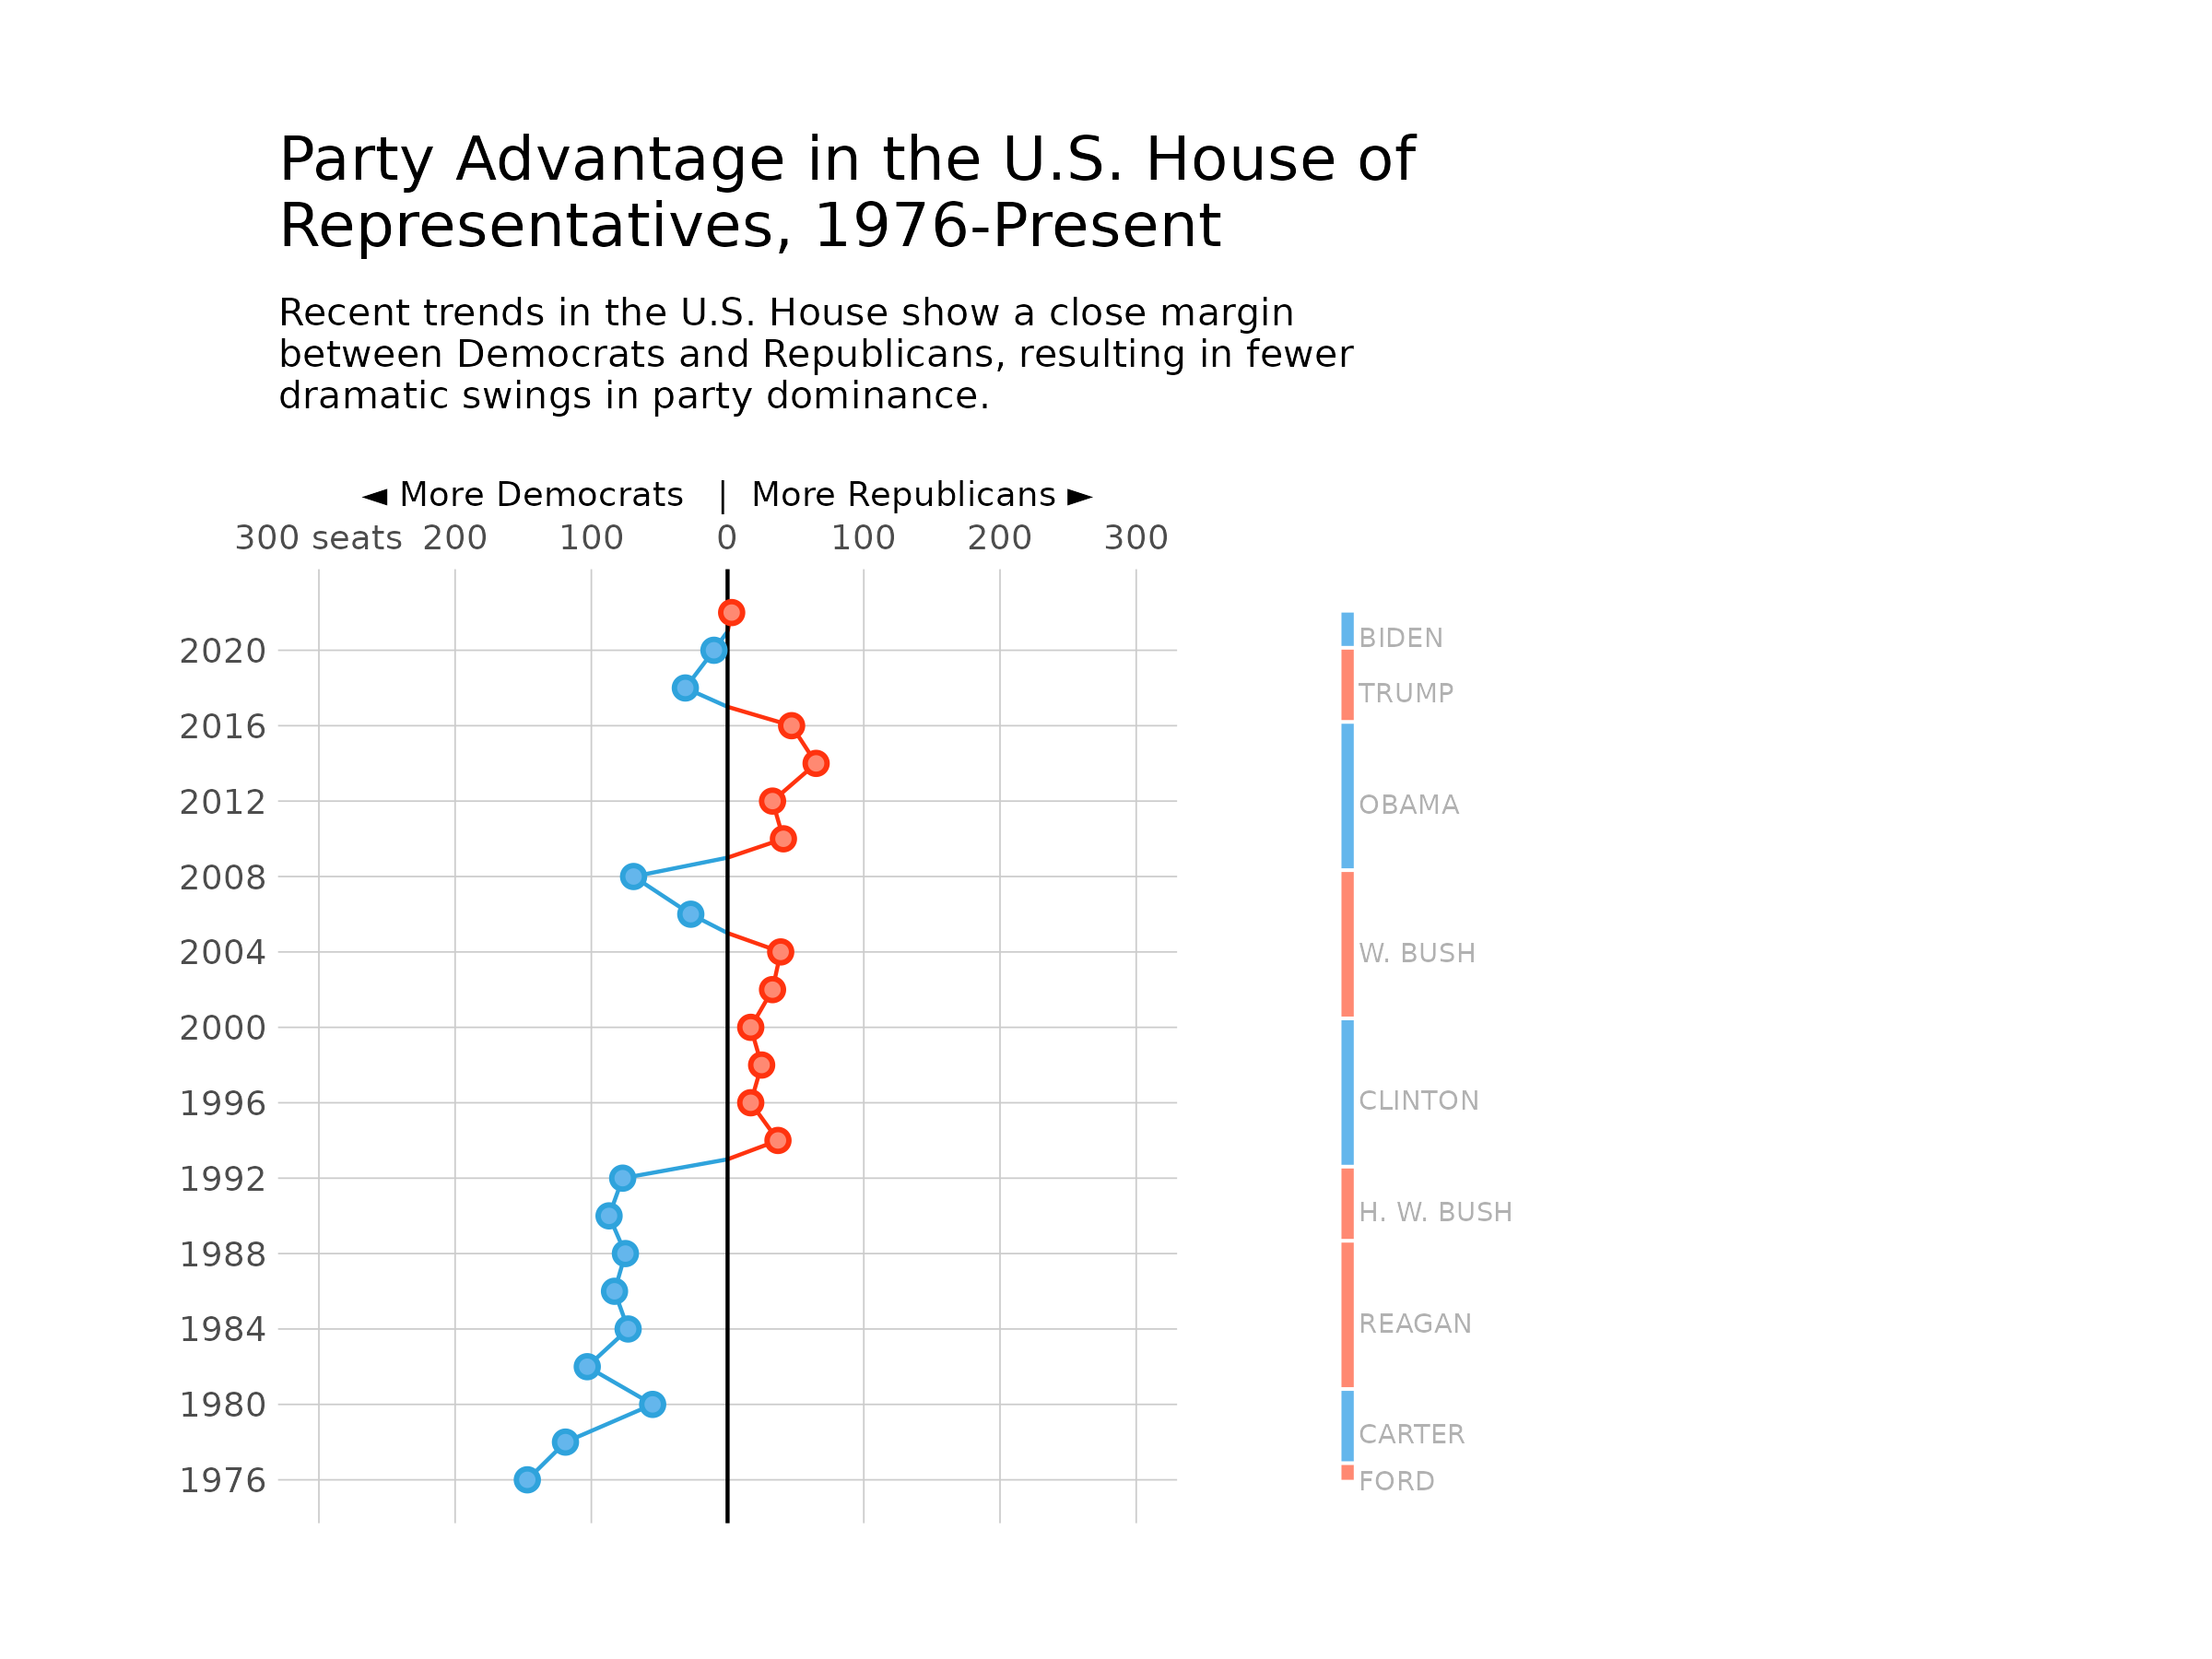 Party Advantage in the U.S. House of
Representatives, 1976-Present
Recent trends in the U.S. House show a close margin
between Democrats and Republicans, resulting in fewer
dramatic swings in party dominance.
◄ More Democrats | More Republicans ►
300 seats 200 100 0 100 200 300
BIDEN
2020
TRUMP
2016
2012
OBAMA
2008
2004
W. BUSH
2000
1996
CLINTON
1992
H. W. BUSH
1988
REAGAN
1984
1980
CARTER
1976
FORD